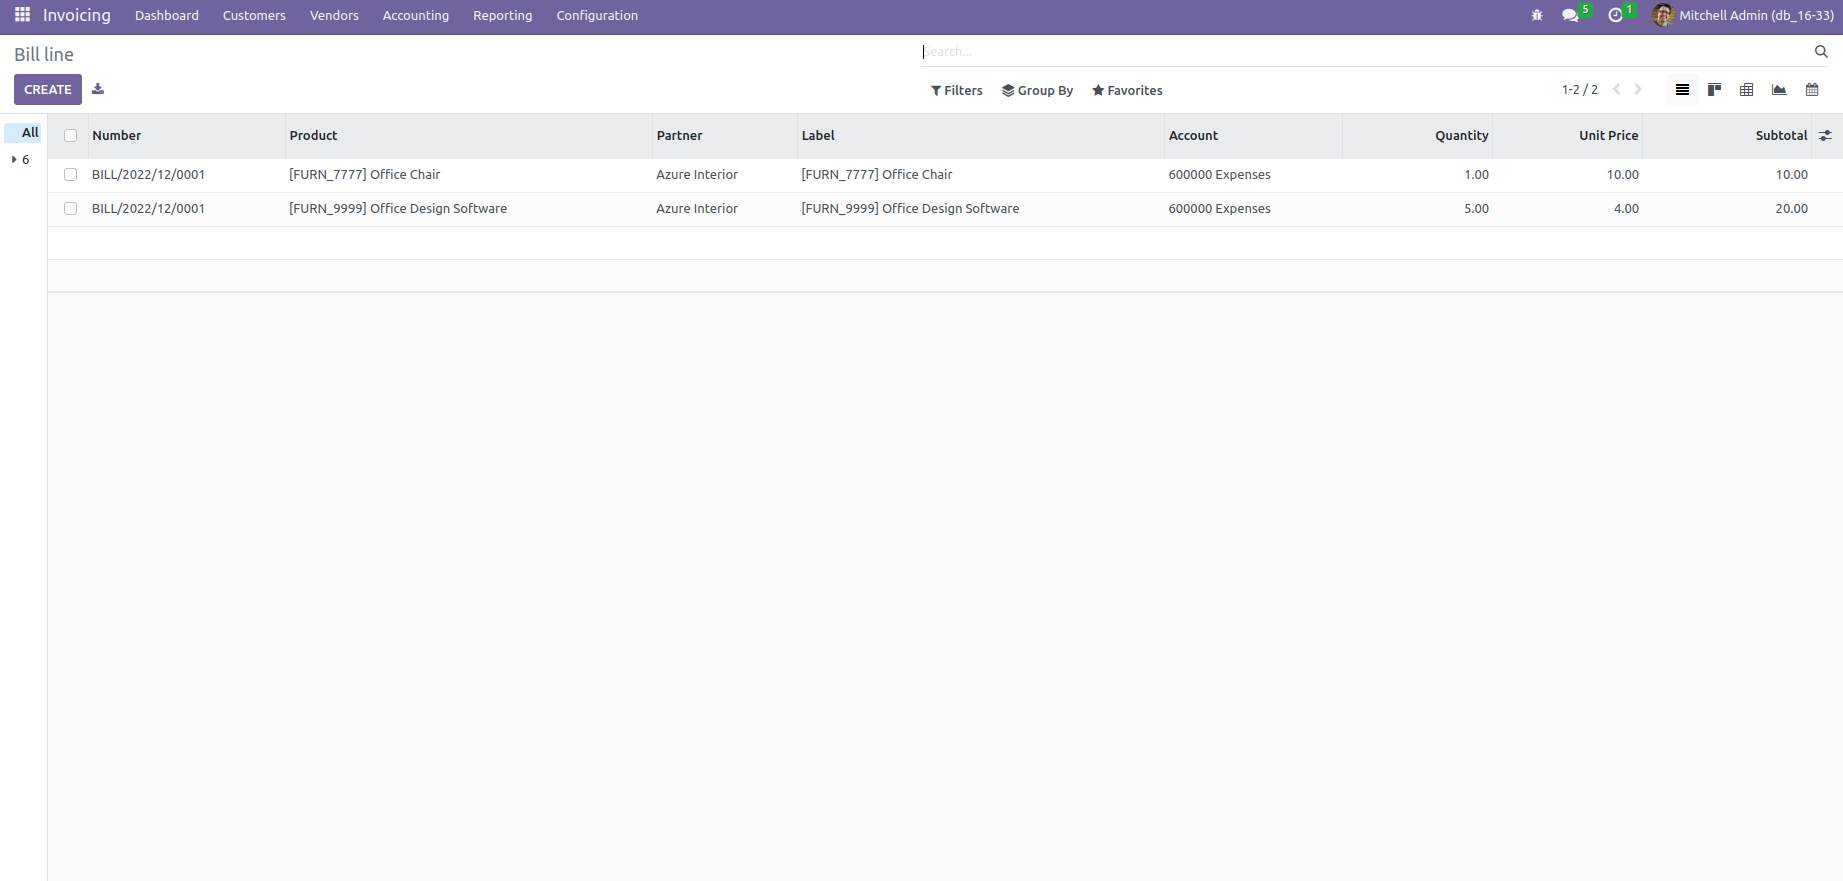 Invoicing Dashboard Customers Vendors Accounting Reporting Configuration 5 1 Mitchell Admin (db_16-33)
Bill line Search...
CREATE Filters Group By Favorites 1-2 / 2
All Number Product Partner Label Account Quantity Unit Price Subtotal
6
BILL/2022/12/0001 [FURN_7777] Office Chair Azure Interior [FURN_7777] Office Chair 600000 Expenses 1.00 10.00 10.00
BILL/2022/12/0001 [FURN_9999] Office Design Software Azure Interior [FURN_9999] Office Design Software 600000 Expenses 5.00 4.00 20.00